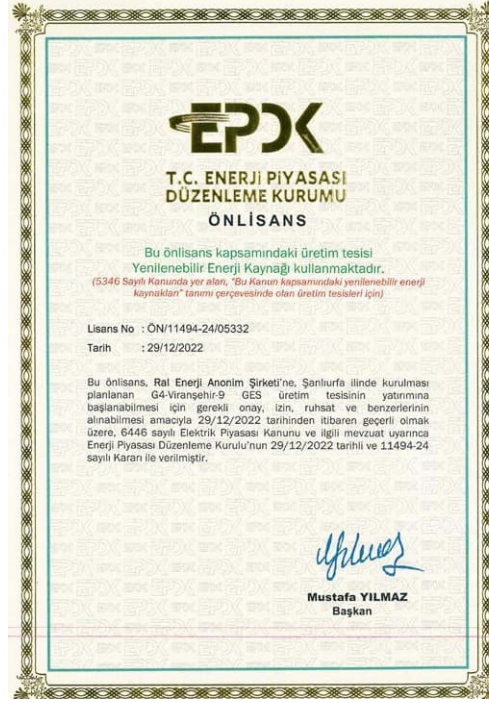 EPDK
T.C. ENERJİ PİYASASI
DÜZENLEME KURUMU
ÖNLİSANS
Bu önlisans kapsamındaki üretim tesisi
Yenilenebilir Enerji Kaynağı kullanmaktadır.
(5346 Sayılı Kanunda yer alan, "Bu Kanun kapsamındaki yenilenebilir enerji
kaynakları" tanımı çerçevesinde olan üretim tesisleri için)
Lisans No : ÖN/11494-24/05332
Tarih : 29/12/2022
Bu önlisans, Ral Enerji Anonim Şirketi'ne, Şanlıurfa ilinde kurulması
planlanan G4-Viranşehir-9 GES üretim tesisinin yatırımına
başlanabilmesi için gerekli onay, izin, ruhsat ve benzerlerinin
alınabilmesi amacıyla 29/12/2022 tarihinden itibaren geçerli olmak
üzere, 6446 sayılı Elektrik Piyasası Kanunu ve ilgili mevzuat uyarınca
Enerji Piyasası Düzenleme Kurulu'nun 29/12/2022 tarihli ve 11494-24
sayılı Kararı ile verilmiştir.
Mustafa YILMAZ
Başkan